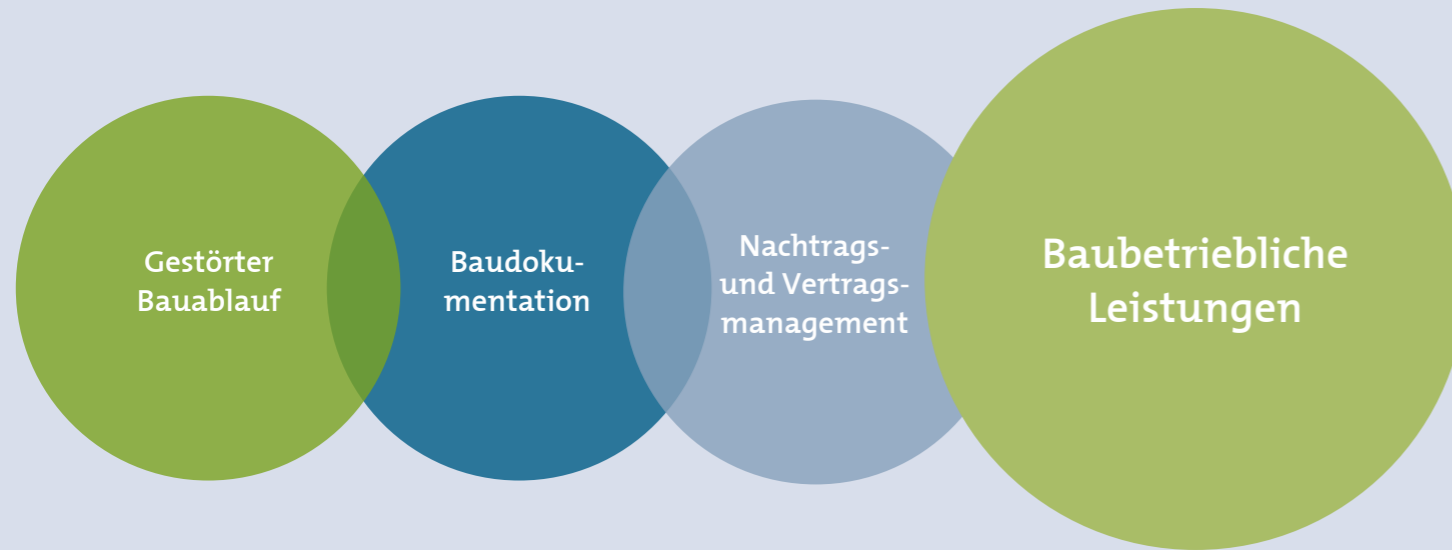 Gestörter
Bauablauf
Baudoku-
mentation
Nachtrags-
und Vertrags-
management
Baubetriebliche
Leistungen